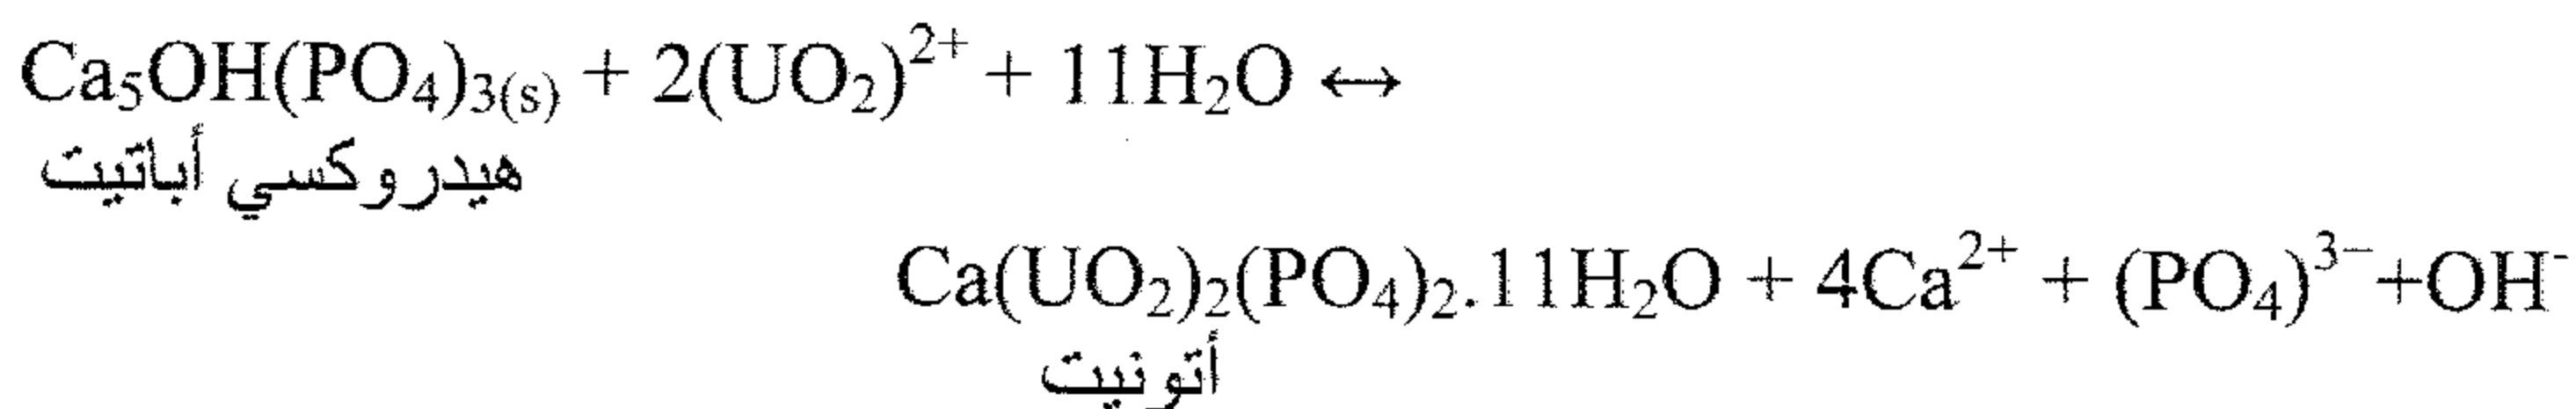 Ca₅OH(PO₄)₃₍ₛ₎ + 2(UO₂)²⁺ + 11H₂O ↔
هيدروكسي أباتيت
Ca(UO₂)₂(PO₄)₂.11H₂O + 4Ca²⁺ + (PO₄)³⁻+OH⁻
أتونيت